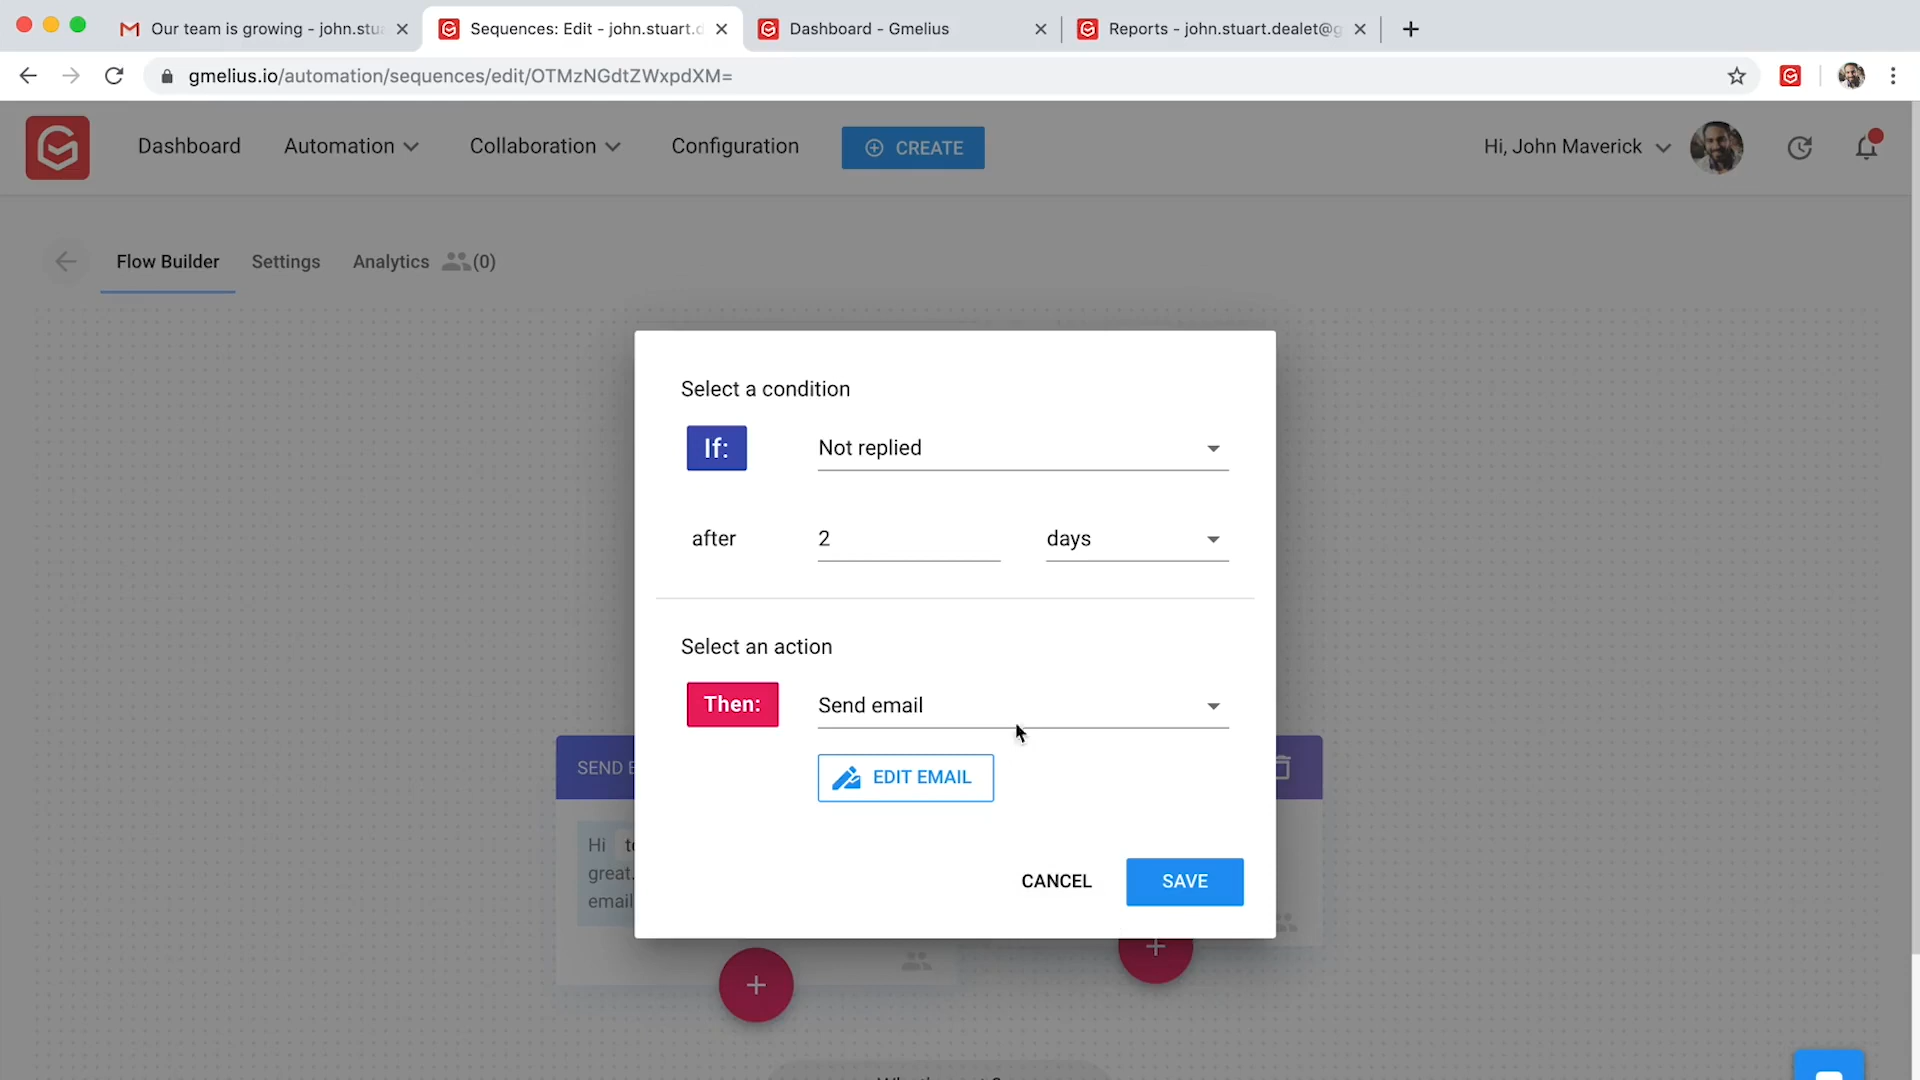 Our team is growing - john.stu
Sequences: Edit - john.stuart.d
Dashboard - Gmelius
Reports - john.stuart.dealet@g
gmelius.io/automation/sequences/edit/OTMzNGdtZWxpdXM=
Dashboard
Automation
Collaboration
Configuration
CREATE
Hi, John Maverick
Flow Builder
Settings
Analytics
(0)
Select a condition
If:
Not replied
after
2
days
Select an action
Then:
Send email
EDIT EMAIL
CANCEL
SAVE
SEND E
Hi
great.
email